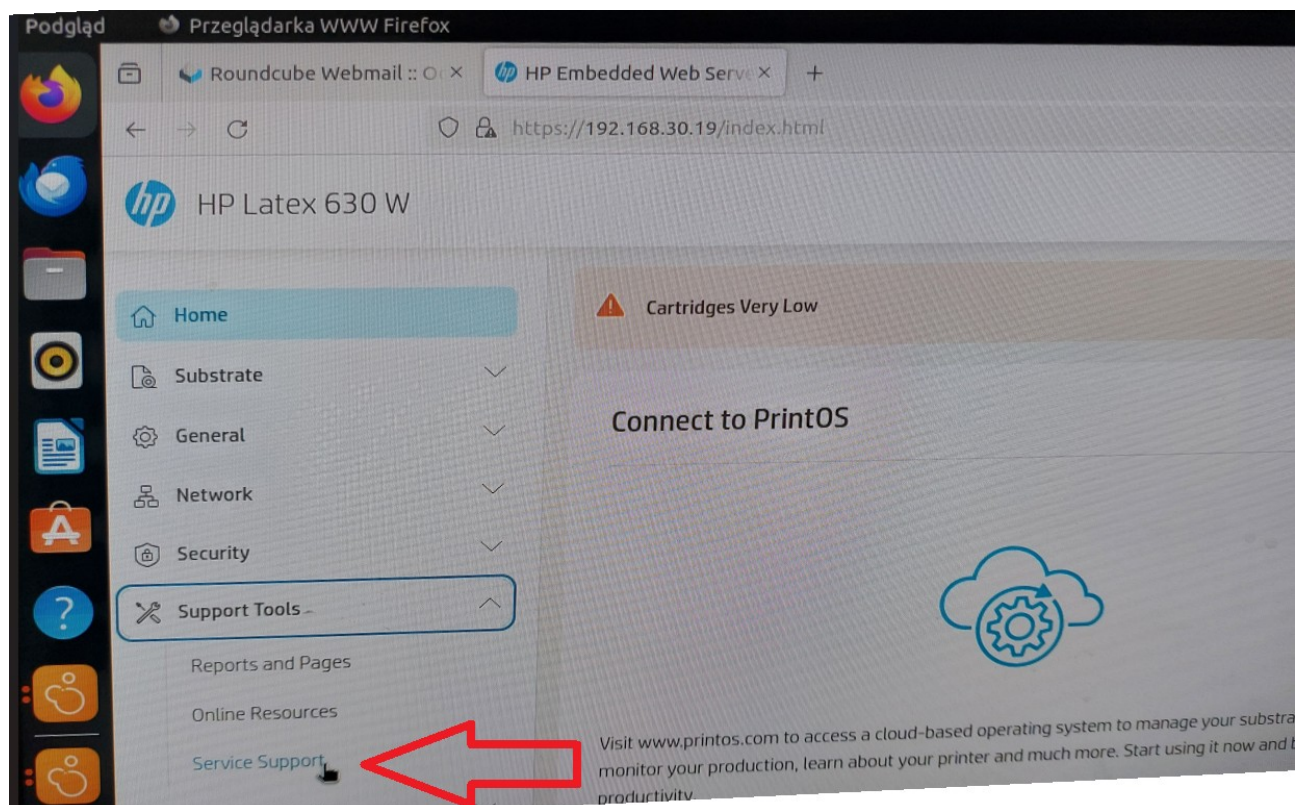 Podgląd Przeglądarka WWW Firefox
Roundcube Webmail :: O HP Embedded Web Serve
https://192.168.30.19/index.html
hp HP Latex 630 W
Home
Substrate
General
Network
Security
Support Tools
Reports and Pages
Online Resources
Service Support
Cartridges Very Low
Connect to PrintOS
Visit www.printos.com to access a cloud-based operating system to manage your substra
monitor your production, learn about your printer and much more. Start using it now and b
productivity.